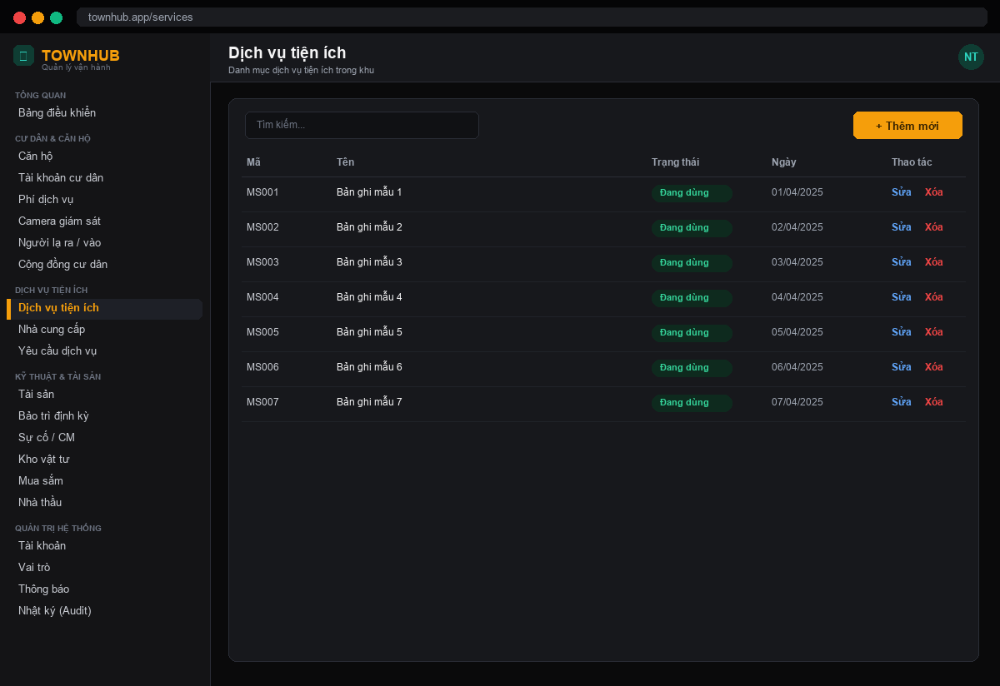 townhub.app/services
TOWNHUB
Quản lý vận hành
TỔNG QUAN
Bảng điều khiển
CƯ DÂN & CĂN HỘ
Căn hộ
Tài khoản cư dân
Phí dịch vụ
Camera giám sát
Người lạ ra / vào
Cộng đồng cư dân
DỊCH VỤ TIỆN ÍCH
Dịch vụ tiện ích
Nhà cung cấp
Yêu cầu dịch vụ
KỸ THUẬT & TÀI SẢN
Tài sản
Bảo trì định kỳ
Sự cố / CM
Kho vật tư
Mua sắm
Nhà thầu
QUẢN TRỊ HỆ THỐNG
Tài khoản
Vai trò
Thông báo
Nhật ký (Audit)
Dịch vụ tiện ích
Danh mục dịch vụ tiện ích trong khu
NT
Tìm kiếm...
+ Thêm mới
Mã Tên Trạng thái Ngày Thao tác
MS001 Bản ghi mẫu 1 Đang dùng 01/04/2025 Sửa Xóa
MS002 Bản ghi mẫu 2 Đang dùng 02/04/2025 Sửa Xóa
MS003 Bản ghi mẫu 3 Đang dùng 03/04/2025 Sửa Xóa
MS004 Bản ghi mẫu 4 Đang dùng 04/04/2025 Sửa Xóa
MS005 Bản ghi mẫu 5 Đang dùng 05/04/2025 Sửa Xóa
MS006 Bản ghi mẫu 6 Đang dùng 06/04/2025 Sửa Xóa
MS007 Bản ghi mẫu 7 Đang dùng 07/04/2025 Sửa Xóa